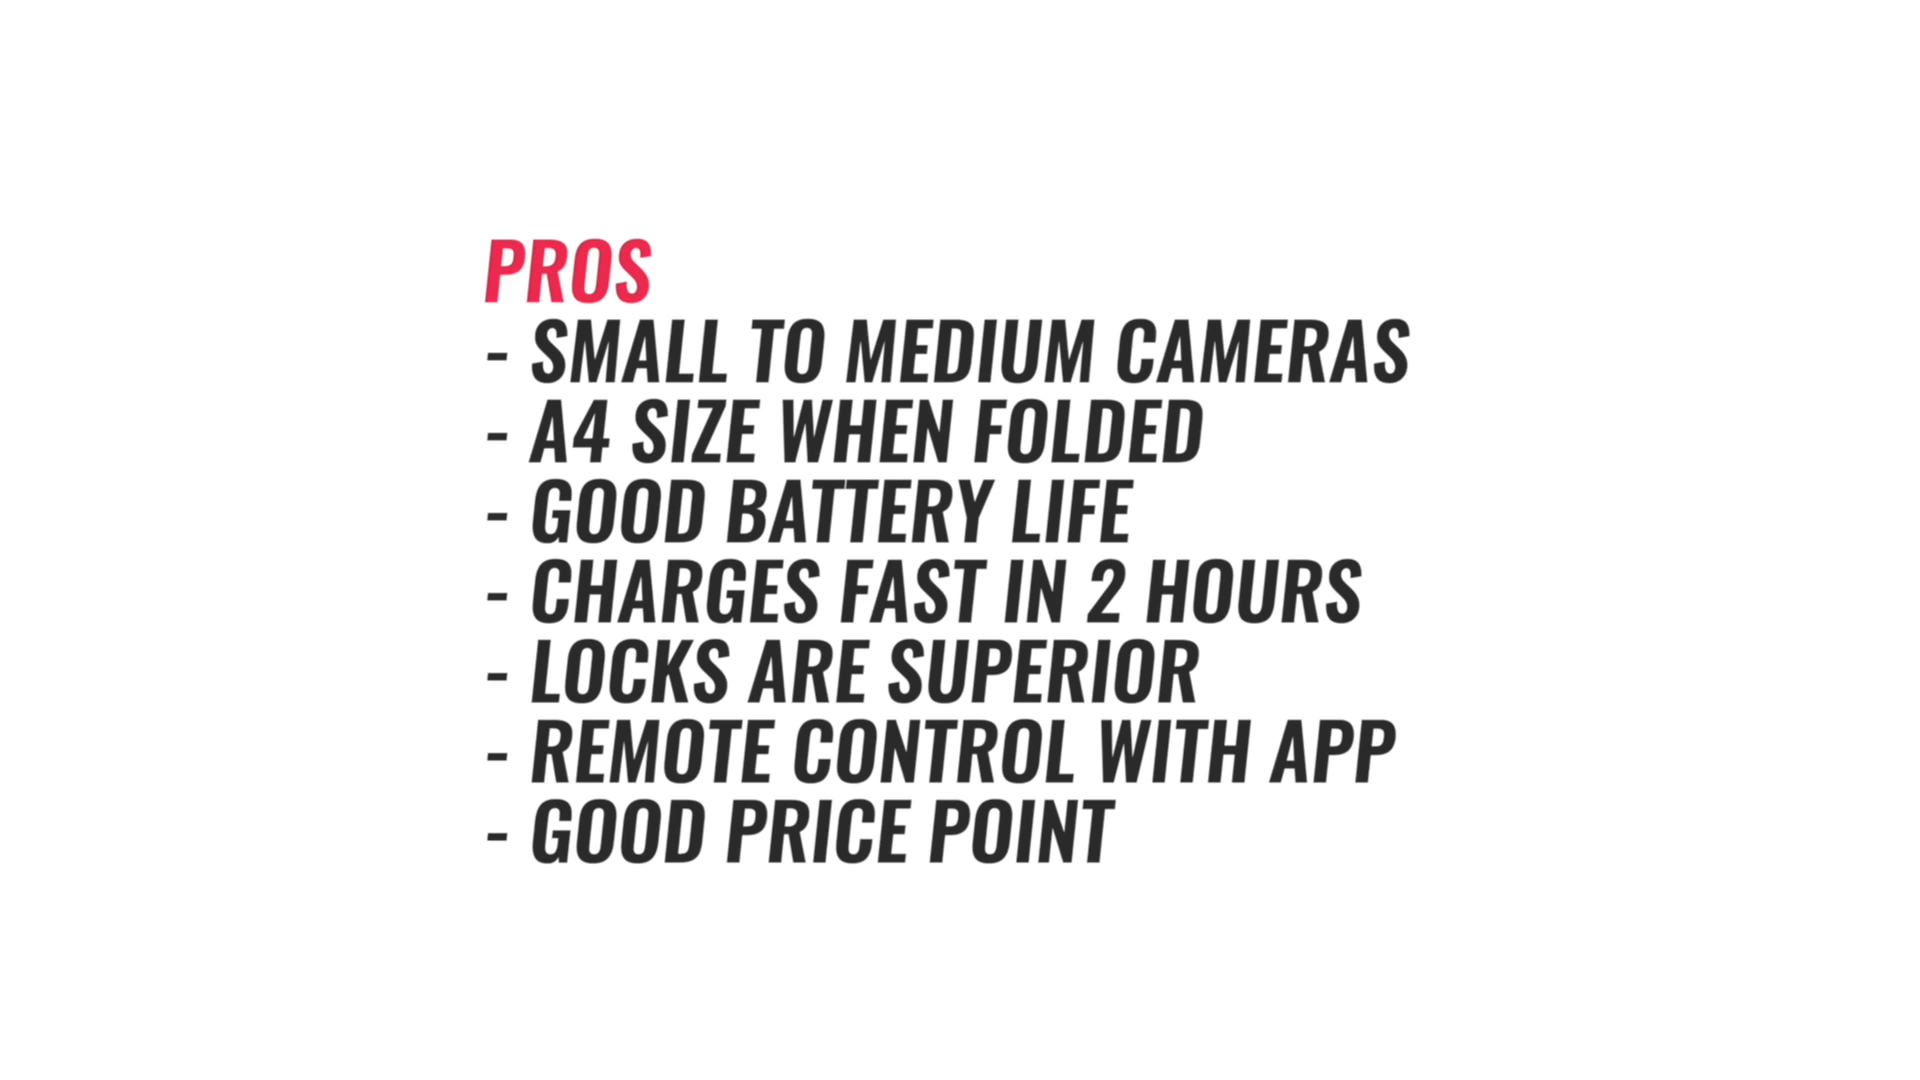 PROS
- SMALL TO MEDIUM CAMERAS
- A4 SIZE WHEN FOLDED
- GOOD BATTERY LIFE
- CHARGES FAST IN 2 HOURS
- LOCKS ARE SUPERIOR
- REMOTE CONTROL WITH APP
- GOOD PRICE POINT